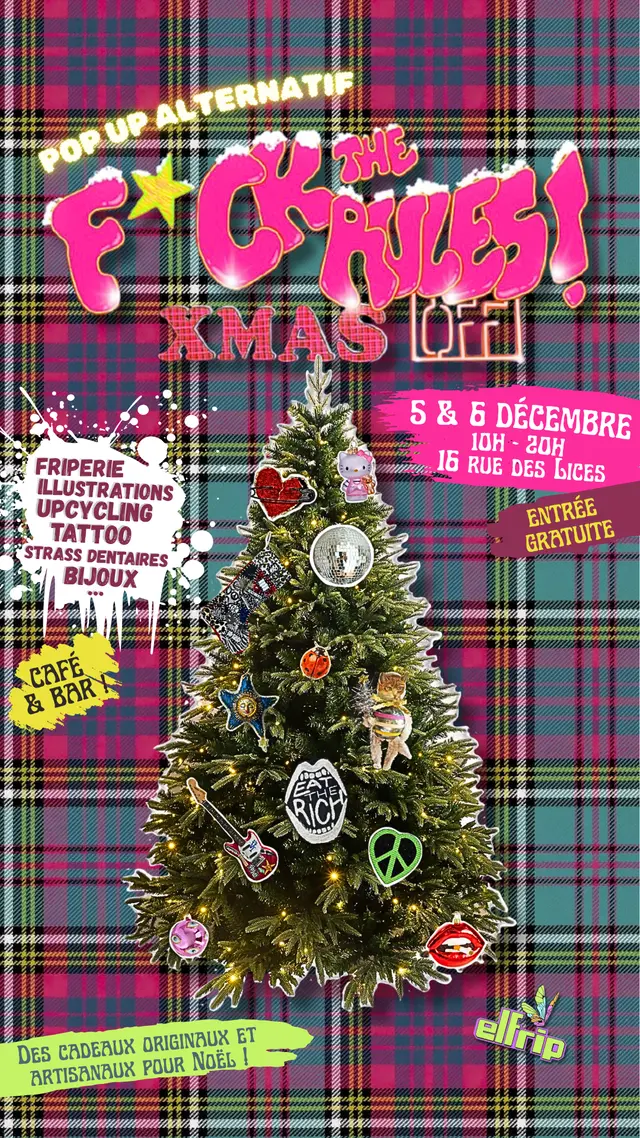 POP UP ALTERNATIF
F★CK THE RULES!
XMAS OFF
5 & 6 DÉCEMBRE
10H - 20H
16 RUE DES LICES
ENTRÉE
GRATUITE
FRIPERIE
ILLUSTRATIONS
UPCYCLING
TATTOO
STRASS DENTAIRES
BIJOUX
...
CAFÉ
& BAR !
EAT
THE
RICH
DES CADEAUX ORIGINAUX ET
ARTISANAUX POUR NOËL !
elfrip